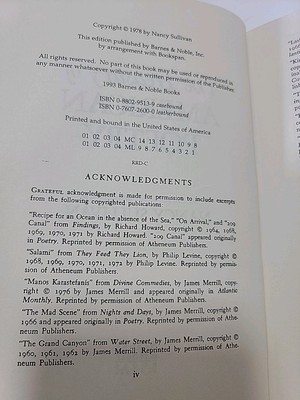 Copyright © 1978 by Nancy Sullivan
This edition published by Barnes & Noble, Inc.
by arrangement with Bookspan.
All rights reserved. No part of this book may be used or reproduced in
any manner whatsoever without the written permission of the Publisher.
1993 Barnes & Noble Books
ISBN 0-8802-9513-9 casebound
ISBN 0-7607-2600-0 leatherbound
Printed and bound in the United States of America
01 02 03 04 MC 14 13 12 11 10 9 8
01 02 03 04 ML 9 8 7 6 5 4 3 2 1
RRD-C
ACKNOWLEDGMENTS
GRATEFUL acknowledgment is made for permission to include excerpts
from the following copyrighted publications:
"Recipe for an Ocean in the absence of the Sea," "On Arrival," and "209
Canal" from Findings, by Richard Howard, copyright © 1964, 1968,
1969, 1970, 1971 by Richard Howard. "209 Canal" appeared originally
in Poetry. Reprinted by permission of Atheneum Publisher.
"Salami" from They Feed They Lion, by Philip Levine, copyright ©
1968, 1969, 1970, 1971, 1972 by Philip Levine. Reprinted by permis-
sion of Atheneum Publishers.
"Manos Karastefanis" from Divine Comedies, by James Merrill, copy-
right © 1976 by James Merrill and appeared originally in Atlantic
Monthly. Reprinted by permission of Atheneum Publishers.
"The Mad Scene" from Nights and Days, by James Merrill, copyright ©
1966 and appeared originally in Poetry. Reprinted by permission of Athe-
neum Publishers.
"The Grand Canyon" from Water Street, by James Merrill, copyright ©
1960, 1961, 1962 by James Merrill. Reprinted by permission of Athe-
neum Publishers.
iv